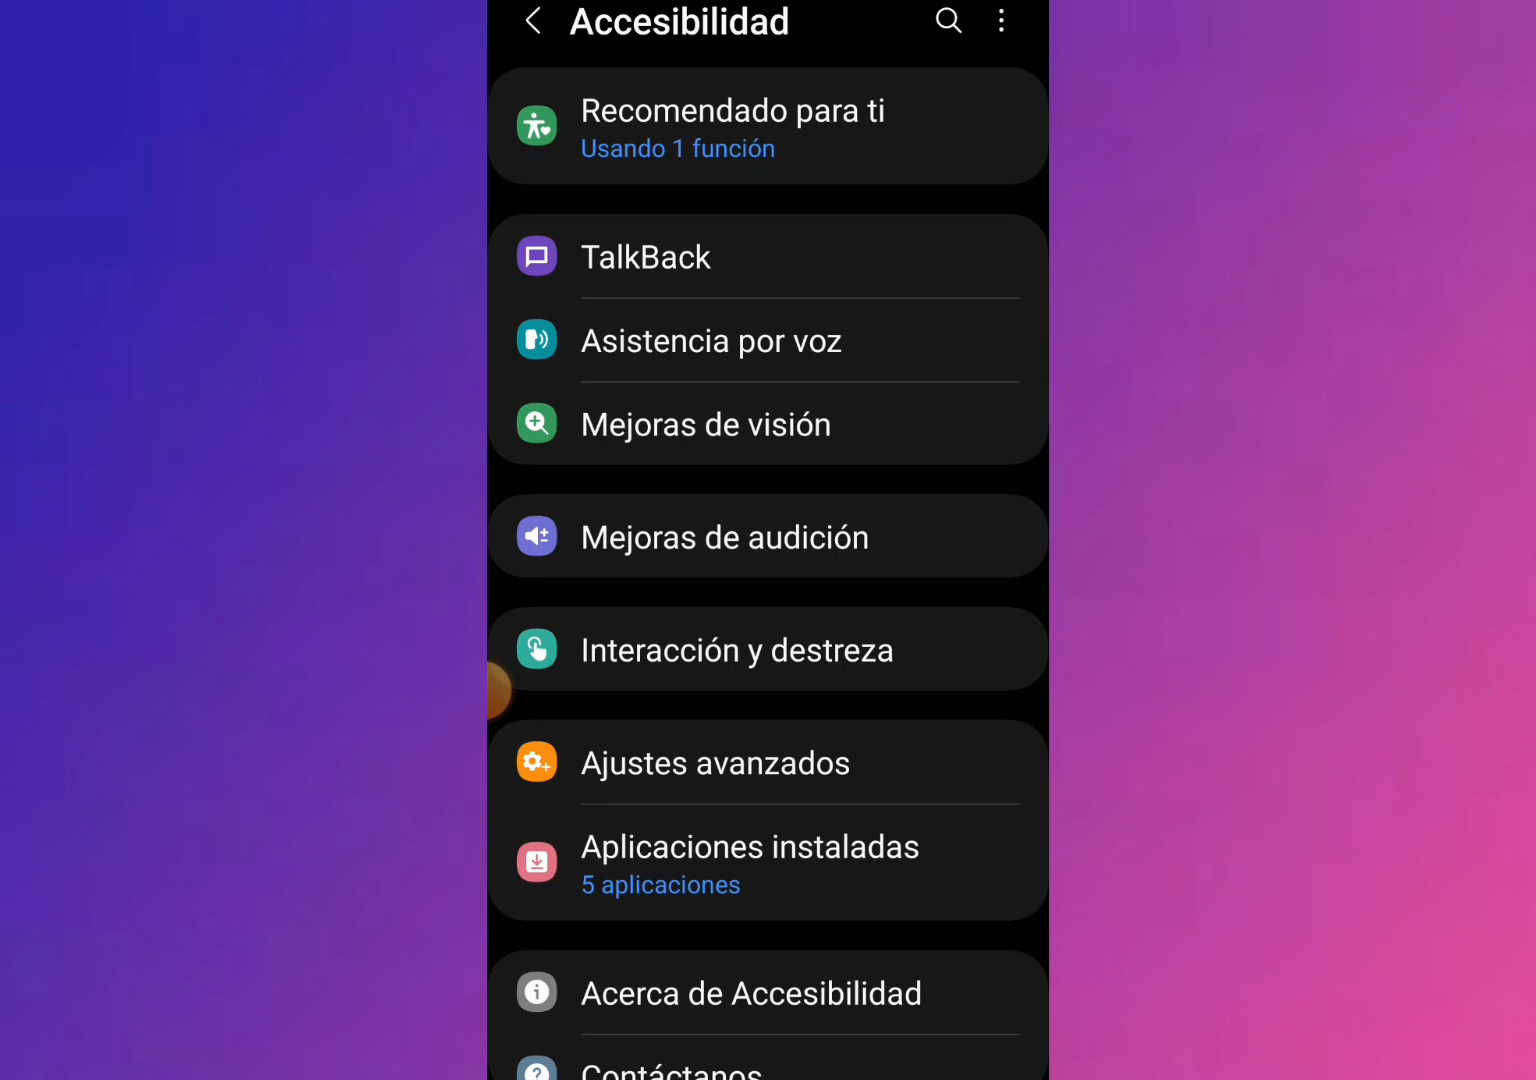 Accesibilidad
Recomendado para ti
Usando 1 función
TalkBack
Asistencia por voz
Mejoras de visión
Mejoras de audición
Interacción y destreza
Ajustes avanzados
Aplicaciones instaladas
5 aplicaciones
Acerca de Accesibilidad
Contáctanos